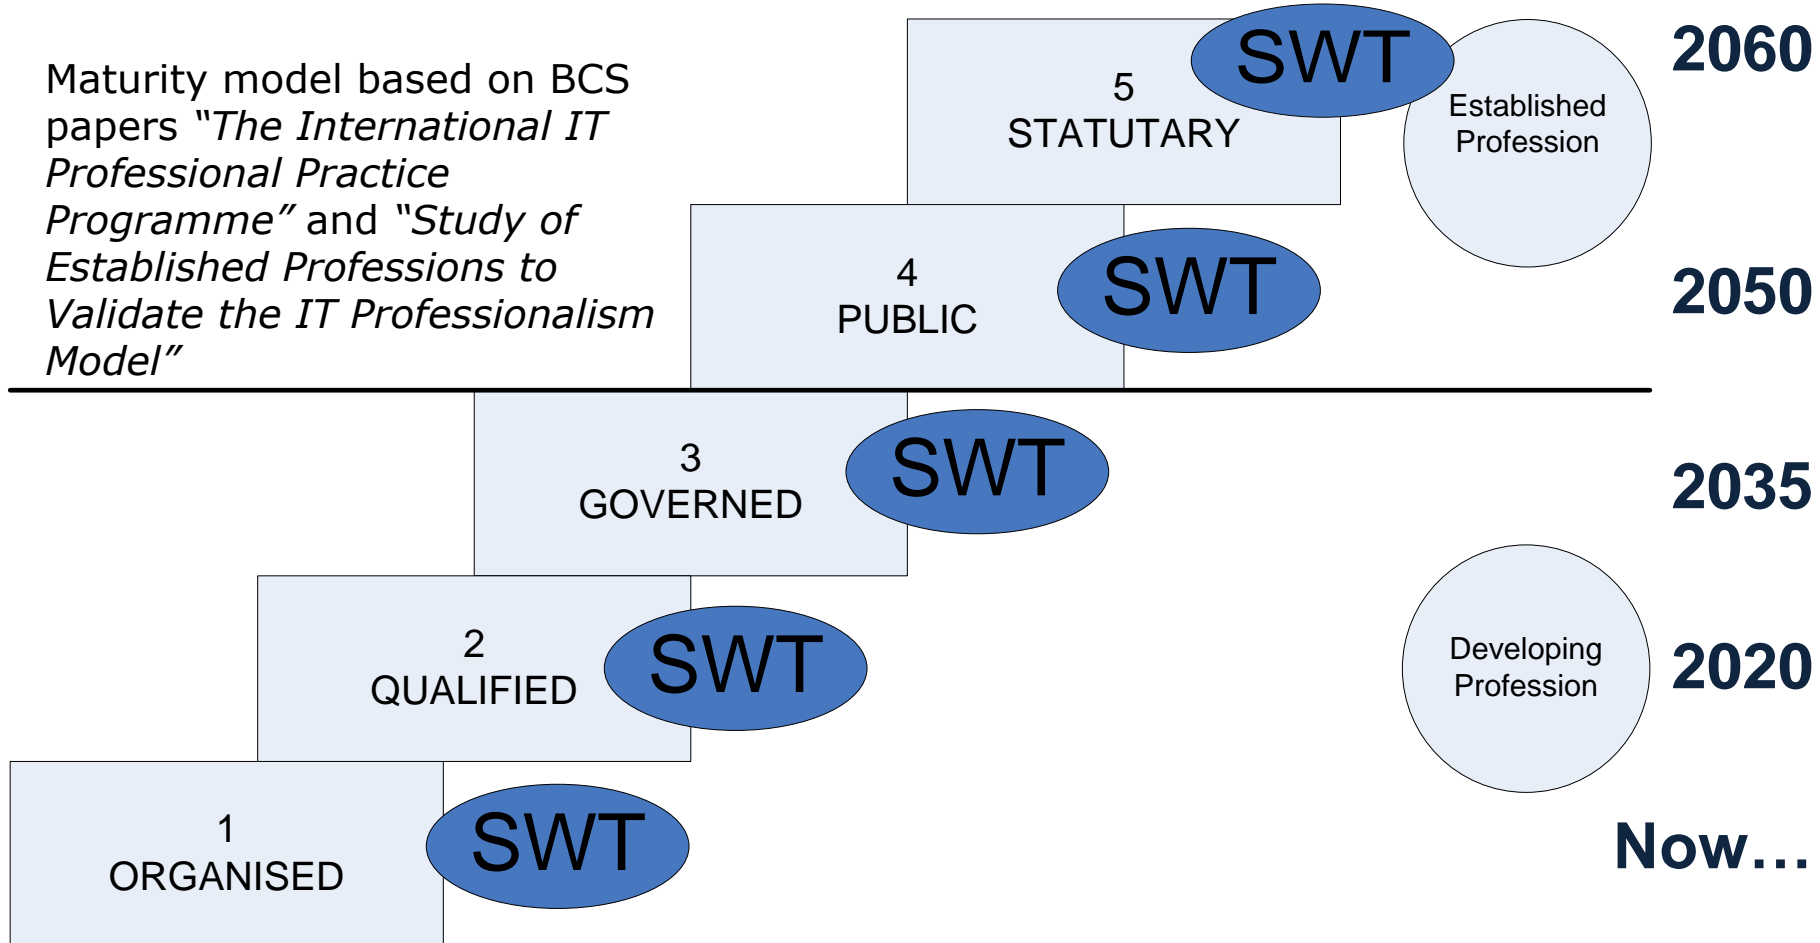 Maturity model based on BCS
papers “The International IT
Professional Practice
Programme” and “Study of
Established Professions to
Validate the IT Professionalism
Model”
5
STATUTARY
SWT
Established
Profession
2060
4
PUBLIC
SWT
2050
3
GOVERNED
SWT
2035
2
QUALIFIED
SWT
Developing
Profession
2020
1
ORGANISED
SWT
Now…